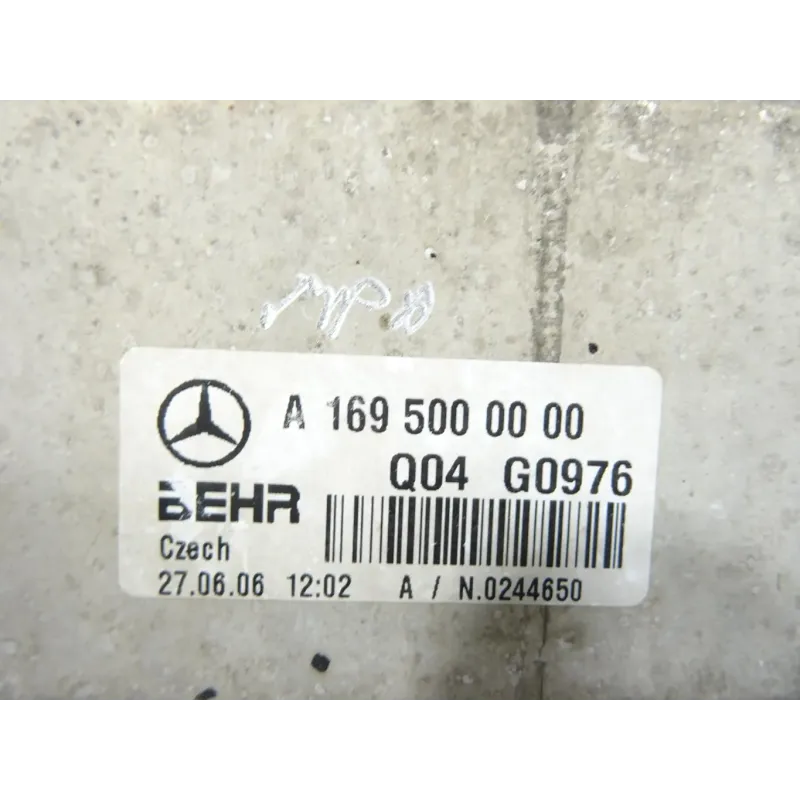 A 169 500 00 00
Q04 G0976
BEHR
Czech
27.06.06 12:02 A / N.0244650